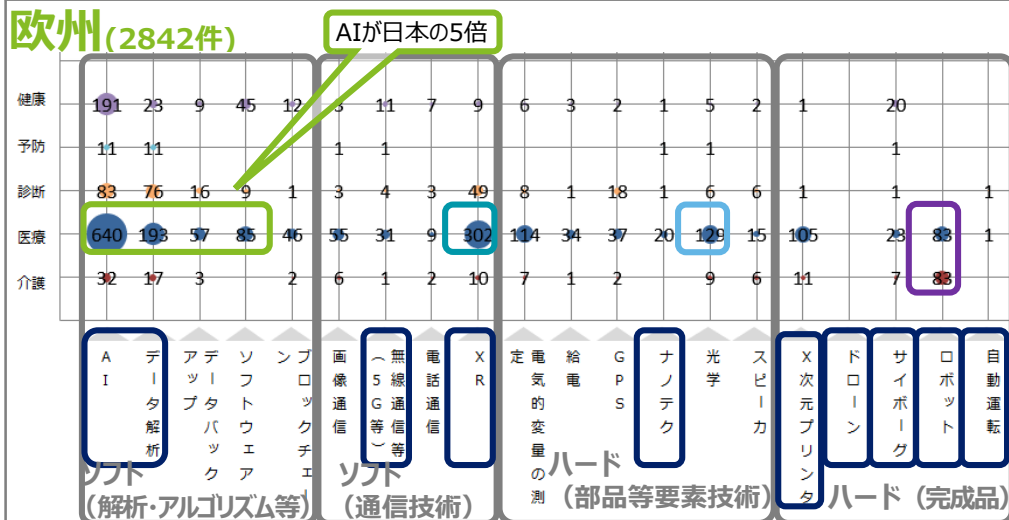 欧州(2842件)
AIが日本の5倍
健康 191 23 9 45 12 3 11 7 9 6 3 2 1 5 2 1 20
予防 11 11 1 1 1 1 1
診断 83 76 16 9 1 3 4 3 49 8 1 18 1 6 6 1 1 1
医療 640 193 57 85 46 55 31 9 302 114 34 37 20 129 15 105 23 83 1
介護 32 17 3 2 6 1 2 10 7 1 2 9 6 11 7 83
AI
データ解析
データバックアップ
ソフトウェア
ブロックチェーン
画像通信
無線通信等(5G等)
電話通信
XR
電気的変量の測定
給電
GPS
ナノテク
光学
スピーカ
X次元プリンタ
ドローン
サイボーグ
ロボット
自動運転
ソフト
(解析・アルゴリズム等)
ソフト
(通信技術)
ハード
(部品等要素技術)
ハード(完成品)